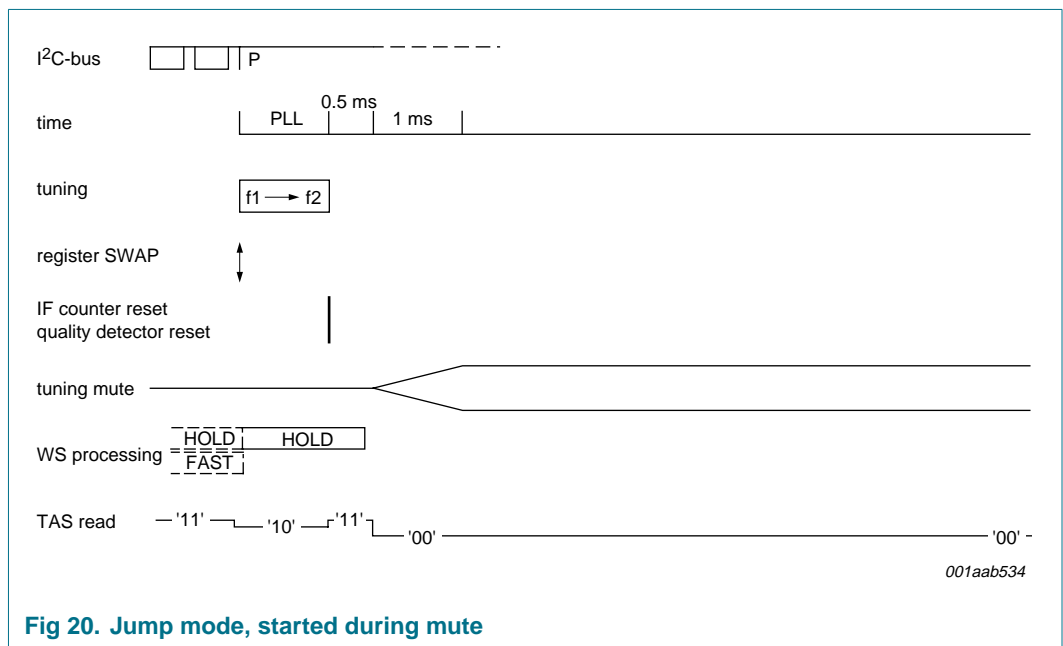 I²C-bus P
0.5 ms
time PLL 1 ms
tuning f1 f2
register SWAP
IF counter reset
quality detector reset
tuning mute
HOLD HOLD
WS processing
FAST
TAS read '11' '10' '11' '00' '00'
001aab534
Fig 20. Jump mode, started during mute